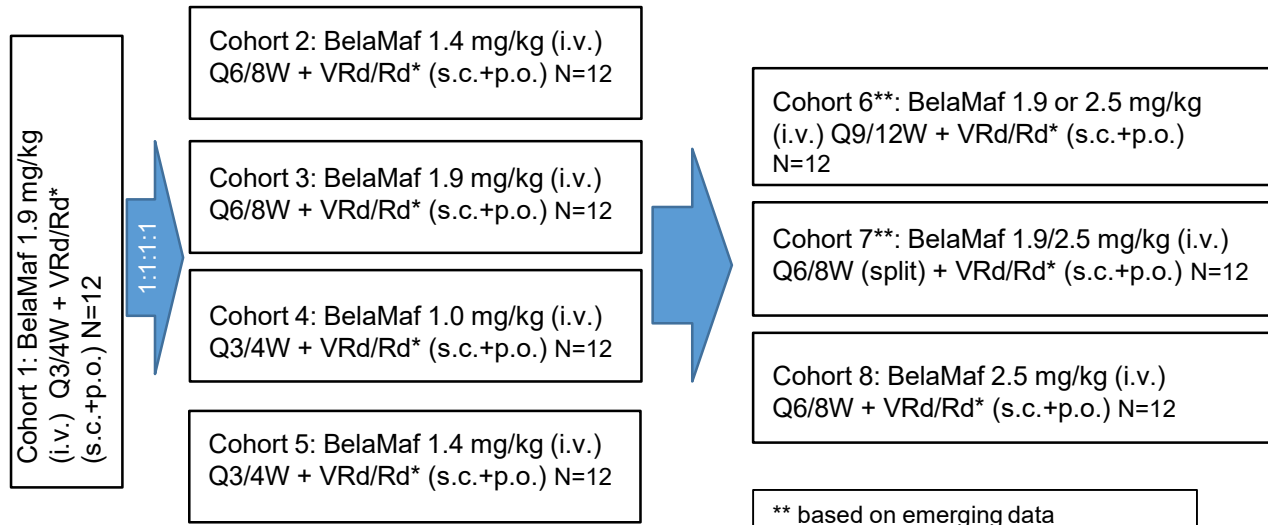 Cohort 1: BelaMaf 1.9 mg/kg
(i.v.) Q3/4W + VRd/Rd*
(s.c.+p.o.) N=12
1:1:1:1
Cohort 2: BelaMaf 1.4 mg/kg (i.v.)
Q6/8W + VRd/Rd* (s.c.+p.o.) N=12
Cohort 3: BelaMaf 1.9 mg/kg (i.v.)
Q6/8W + VRd/Rd* (s.c.+p.o.) N=12
Cohort 4: BelaMaf 1.0 mg/kg (i.v.)
Q3/4W + VRd/Rd* (s.c.+p.o.) N=12
Cohort 5: BelaMaf 1.4 mg/kg (i.v.)
Q3/4W + VRd/Rd* (s.c.+p.o.) N=12
Cohort 6**: BelaMaf 1.9 or 2.5 mg/kg
(i.v.) Q9/12W + VRd/Rd* (s.c.+p.o.)
N=12
Cohort 7**: BelaMaf 1.9/2.5 mg/kg (i.v.)
Q6/8W (split) + VRd/Rd* (s.c.+p.o.) N=12
Cohort 8: BelaMaf 2.5 mg/kg (i.v.)
Q6/8W + VRd/Rd* (s.c.+p.o.) N=12
** based on emerging data